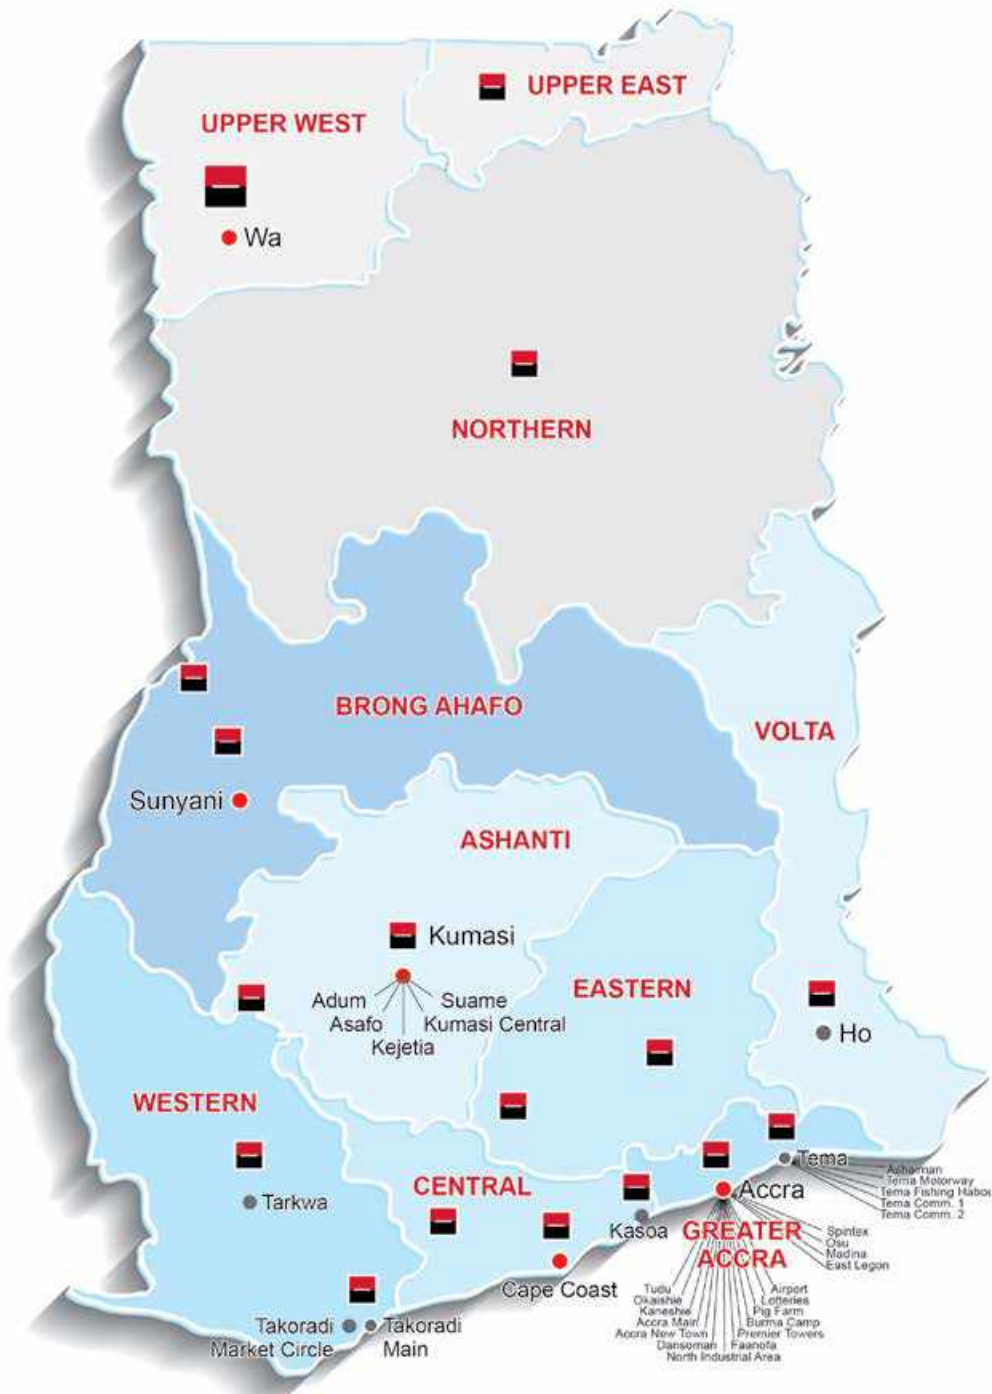 UPPER EAST
UPPER WEST
Wa
NORTHERN
BRONG AHAFO
VOLTA
Sunyani
ASHANTI
Kumasi
Adum
Suame
Asafo
Kumasi Central
Kejetia
EASTERN
Ho
WESTERN
Tarkwa
CENTRAL
Tema
Ashaiman
Tema Motorway
Tema Fishing Habou
Tema Comm. 1
Tema Comm. 2
Accra
Kasoa
GREATER
ACCRA
Spintex
Osu
Madina
East Legon
Cape Coast
Tudu
Okaishie
Kaneshie
Accra Main
Accra New Town
Dansoman
North Industrial Area
Airport
Lotteries
Pig Farm
Burma Camp
Premier Towers
Faanofa
Takoradi
Market Circle
Takoradi
Main